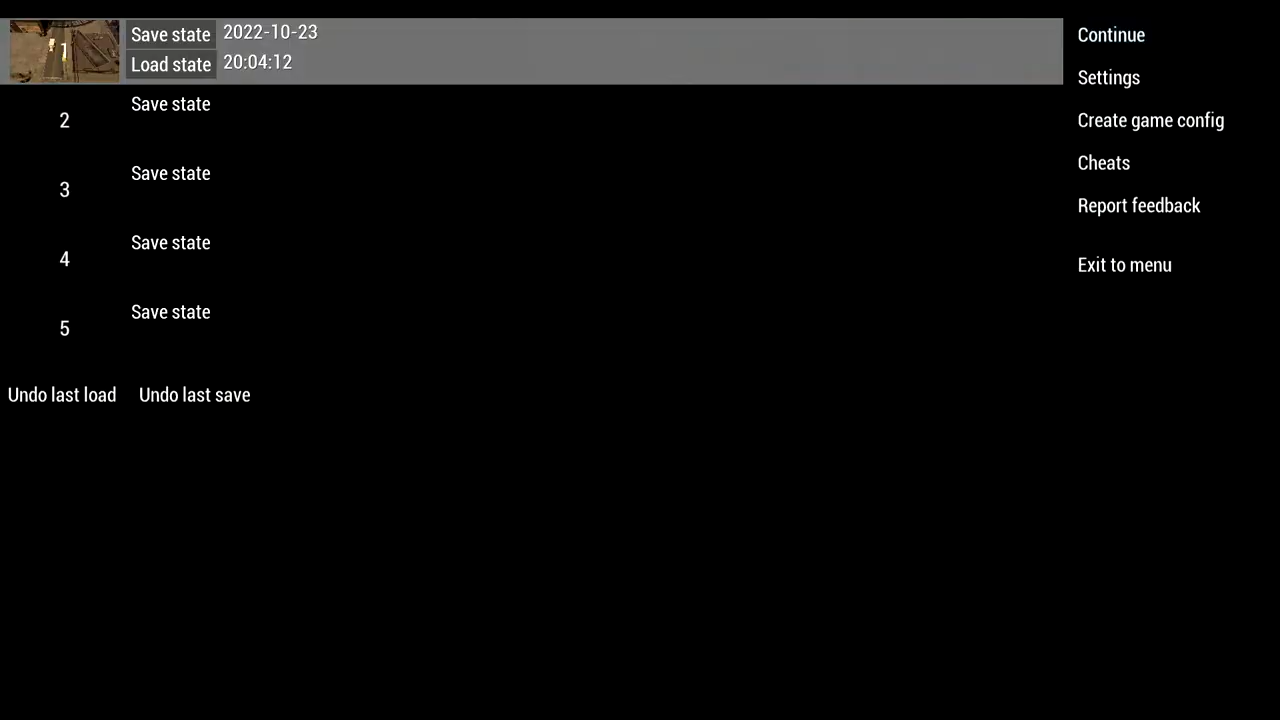 1
Save state 2022-10-23
Load state 20:04:12
2
Save state
3
Save state
4
Save state
5
Save state
Undo last load Undo last save
Continue
Settings
Create game config
Cheats
Report feedback
Exit to menu